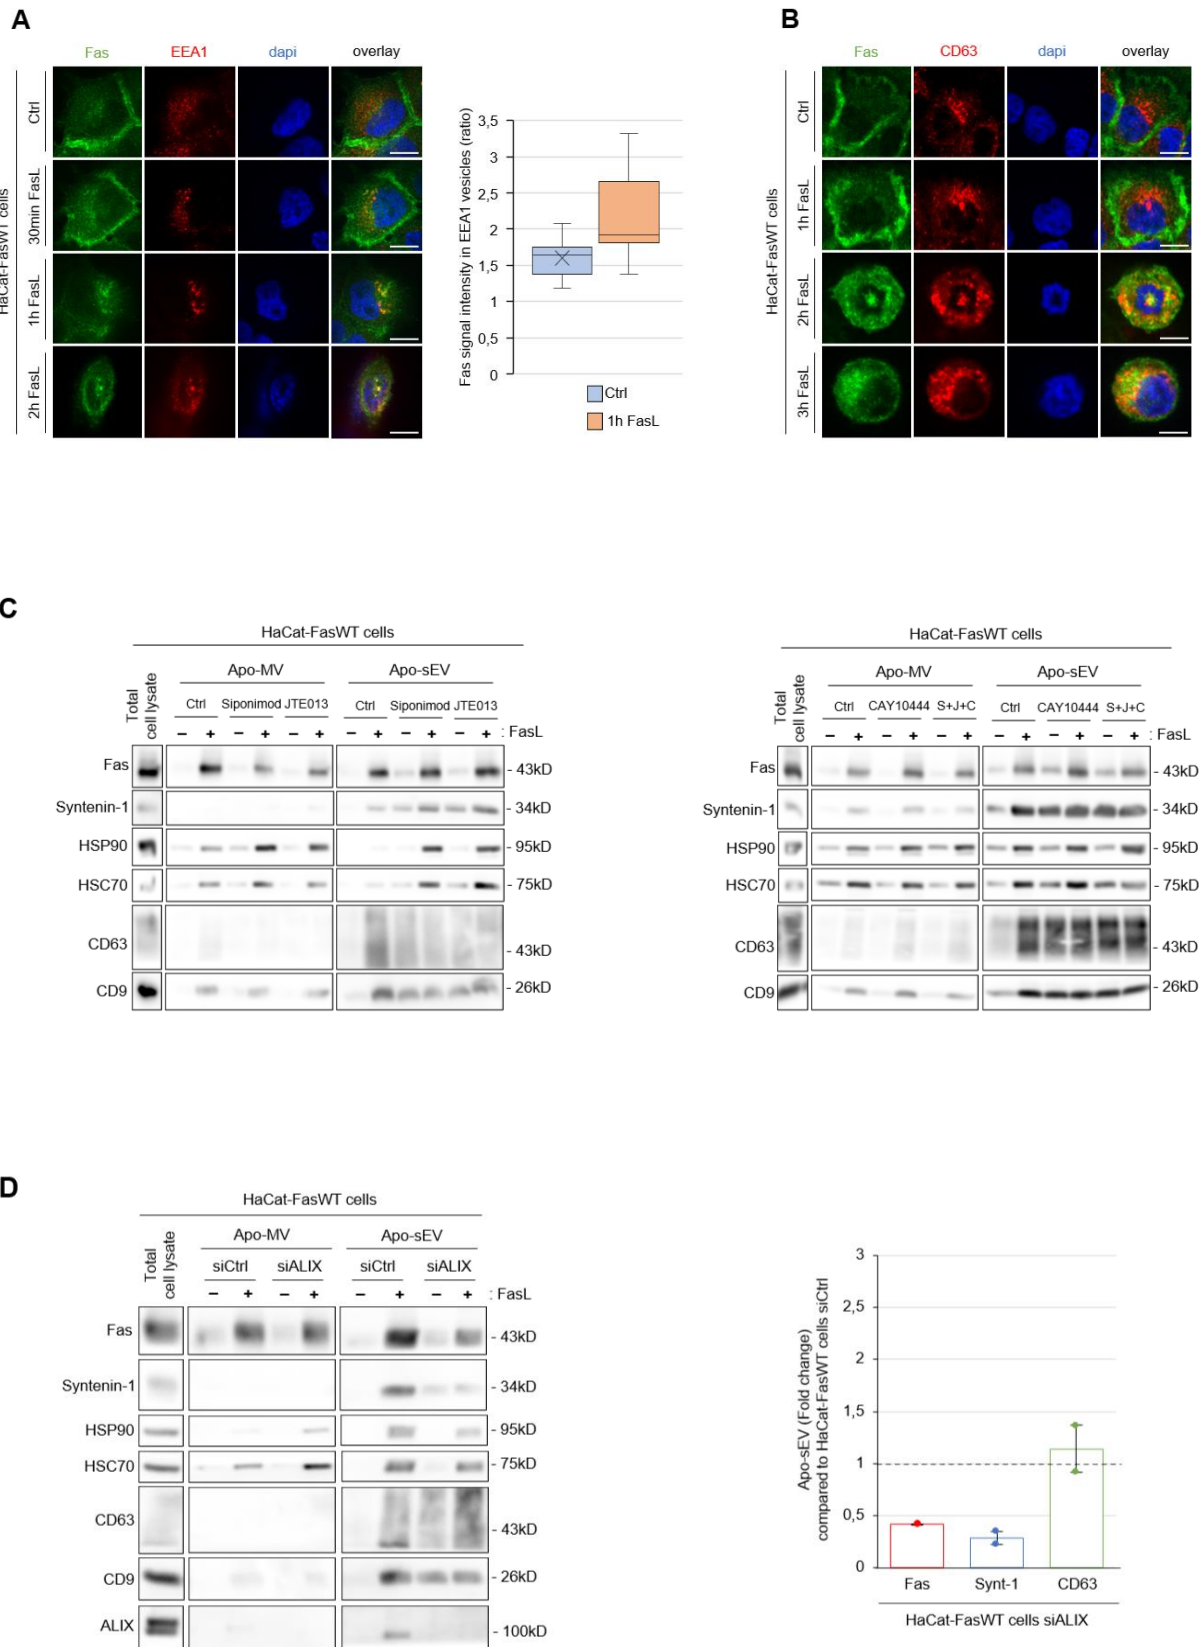 A
Fas EEA1 dapi overlay
HaCat-FasWT cells
Ctrl
30min FasL
1h FasL
2h FasL
Fas signal intensity in EEA1 vesicles (ratio)
3,5
3
2,5
2
1,5
1
0,5
0
Ctrl
1h FasL
B
Fas CD63 dapi overlay
HaCat-FasWT cells
Ctrl
1h FasL
2h FasL
3h FasL
C
HaCat-FasWT cells
Total cell lysate
Apo-MV Apo-sEV
Ctrl Siponimod JTE013 Ctrl Siponimod JTE013
– + – + – + – + – + – + : FasL
Fas - 43kD
Syntenin-1 - 34kD
HSP90 - 95kD
HSC70 - 75kD
CD63 - 43kD
CD9 - 26kD
HaCat-FasWT cells
Total cell lysate
Apo-MV Apo-sEV
Ctrl CAY10444 S+J+C Ctrl CAY10444 S+J+C
– + – + – + – + – + – + : FasL
Fas - 43kD
Syntenin-1 - 34kD
HSP90 - 95kD
HSC70 - 75kD
CD63 - 43kD
CD9 - 26kD
D
HaCat-FasWT cells
Total cell lysate
Apo-MV Apo-sEV
siCtrl siALIX siCtrl siALIX
– + – + – + – + : FasL
Fas - 43kD
Syntenin-1 - 34kD
HSP90 - 95kD
HSC70 - 75kD
CD63 - 43kD
CD9 - 26kD
ALIX - 100kD
Apo-sEV (Fold change)
compared to HaCat-FasWT cells siCtrl
3
2,5
2
1,5
1
0,5
0
Fas Synt-1 CD63
HaCat-FasWT cells siALIX